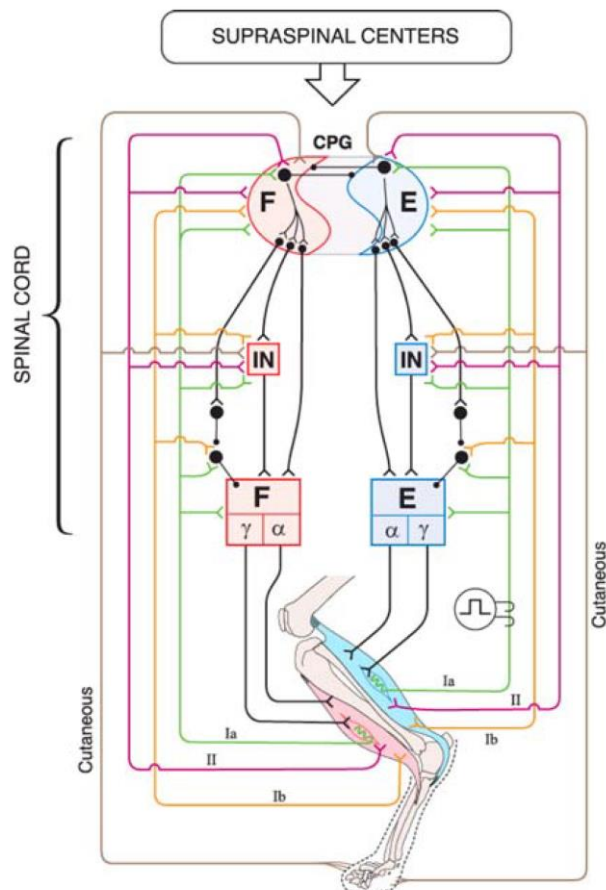 SUPRASPINAL CENTERS
CPG
F
E
SPINAL CORD
IN
IN
F
E
γ
α
α
γ
Cutaneous
Ia
II
Ib
Ia
II
Ib
Cutaneous